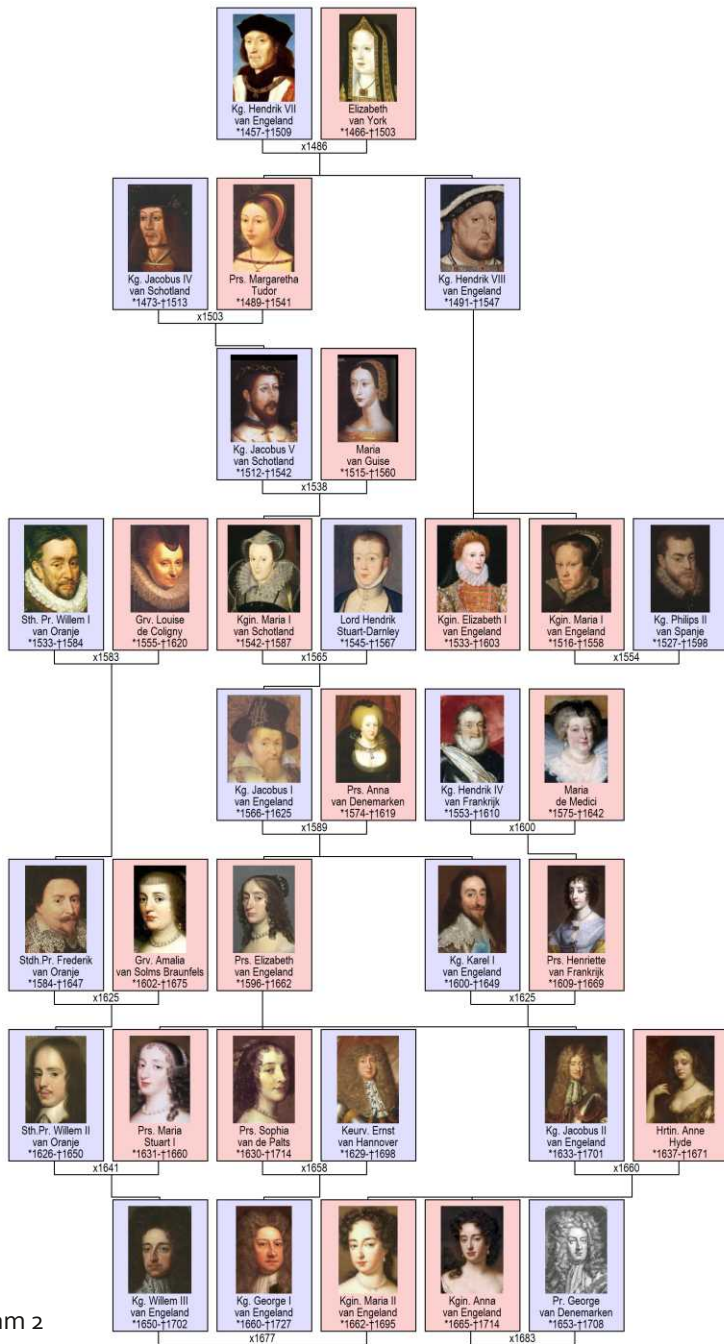 Kg. Hendrik VII
van Engeland
*1457-†1509
Elizabeth
van York
*1466-†1503
x1486
Kg. Jacobus IV
van Schotland
*1473-†1513
Prs. Margaretha
Tudor
*1489-†1541
Kg. Hendrik VIII
van Engeland
*1491-†1547
x1503
Kg. Jacobus V
van Schotland
*1512-†1542
Maria
van Guise
*1515-†1560
x1538
Sth. Pr. Willem I
van Oranje
*1533-†1584
Grv. Louise
de Coligny
*1555-†1620
Kgin. Maria I
van Schotland
*1542-†1587
Lord Hendrik
Stuart-Darnley
*1545-†1567
Kgin. Elizabeth I
van Engeland
*1533-†1603
Kgin. Maria I
van Engeland
*1516-†1558
Kg. Philips II
van Spanje
*1527-†1598
x1583
x1565
x1554
Kg. Jacobus I
van Engeland
*1566-†1625
Prs. Anna
van Denemarken
*1574-†1619
Kg. Hendrik IV
van Frankrijk
*1553-†1610
Maria
de Medici
*1575-†1642
x1589
x1600
Stdh.Pr. Frederik
van Oranje
*1584-†1647
Grv. Amalia
van Solms Braunfels
*1602-†1675
Prs. Elizabeth
van Engeland
*1596-†1662
Kg. Karel I
van Engeland
*1600-†1649
Prs. Henriette
van Frankrijk
*1609-†1669
x1625
x1625
Sth.Pr. Willem II
van Oranje
*1626-†1650
Prs. Maria
Stuart I
*1631-†1660
Prs. Sophia
van de Palts
*1630-†1714
Keurv. Ernst
van Hannover
*1629-†1698
Kg. Jacobus II
van Engeland
*1633-†1701
Hrtin. Anne
Hyde
*1637-†1671
x1641
x1658
x1660
Kg. Willem III
van Engeland
*1650-†1702
Kg. George I
van Engeland
*1660-†1727
Kgin. Maria II
van Engeland
*1662-†1695
Kgin. Anna
van Engeland
*1665-†1714
Pr. George
van Denemarken
*1653-†1708
x1677
x1683
am 2